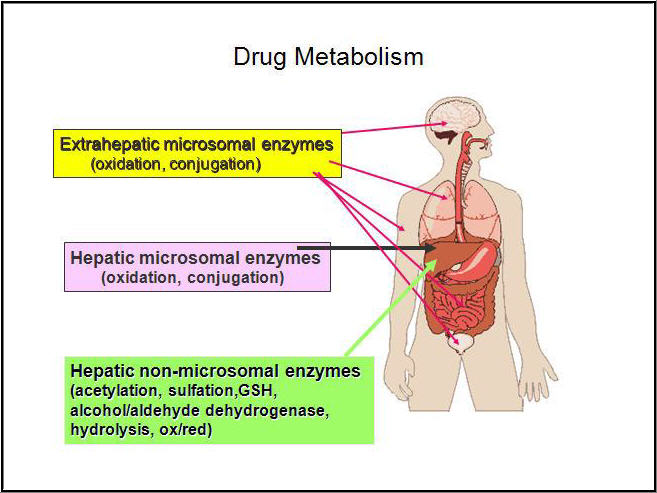 Drug Metabolism
Extrahepatic microsomal enzymes
(oxidation, conjugation)
Hepatic microsomal enzymes
(oxidation, conjugation)
Hepatic non-microsomal enzymes
(acetylation, sulfation,GSH,
alcohol/aldehyde dehydrogenase,
hydrolysis, ox/red)